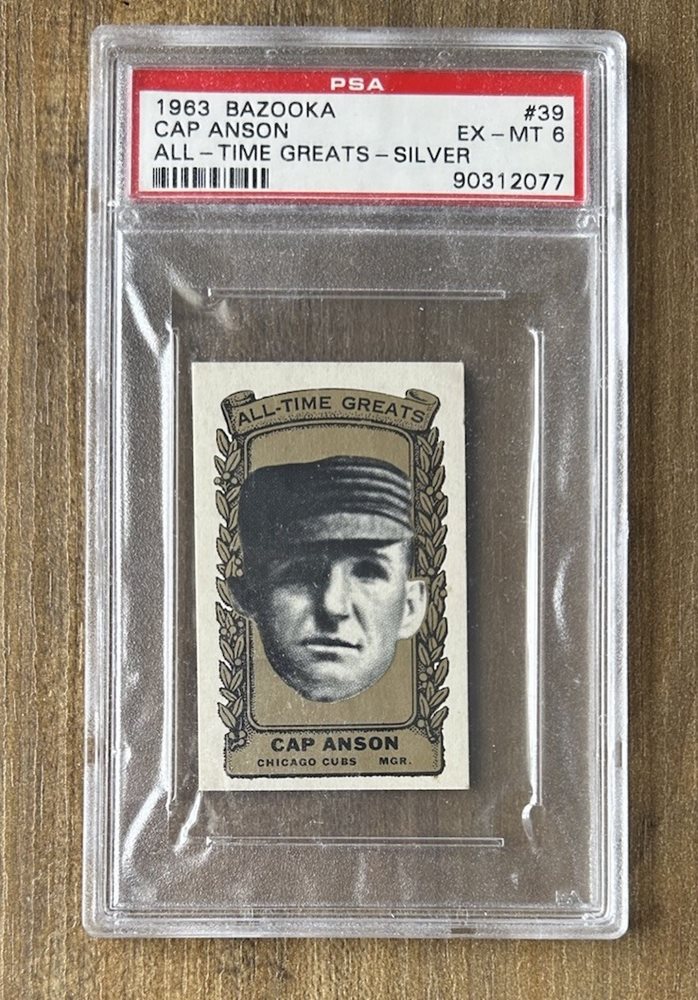 PSA
1963 BAZOOKA #39
CAP ANSON EX - MT 6
ALL - TIME GREATS - SILVER
90312077
ALL-TIME GREATS
CAP ANSON
CHICAGO CUBS MGR.